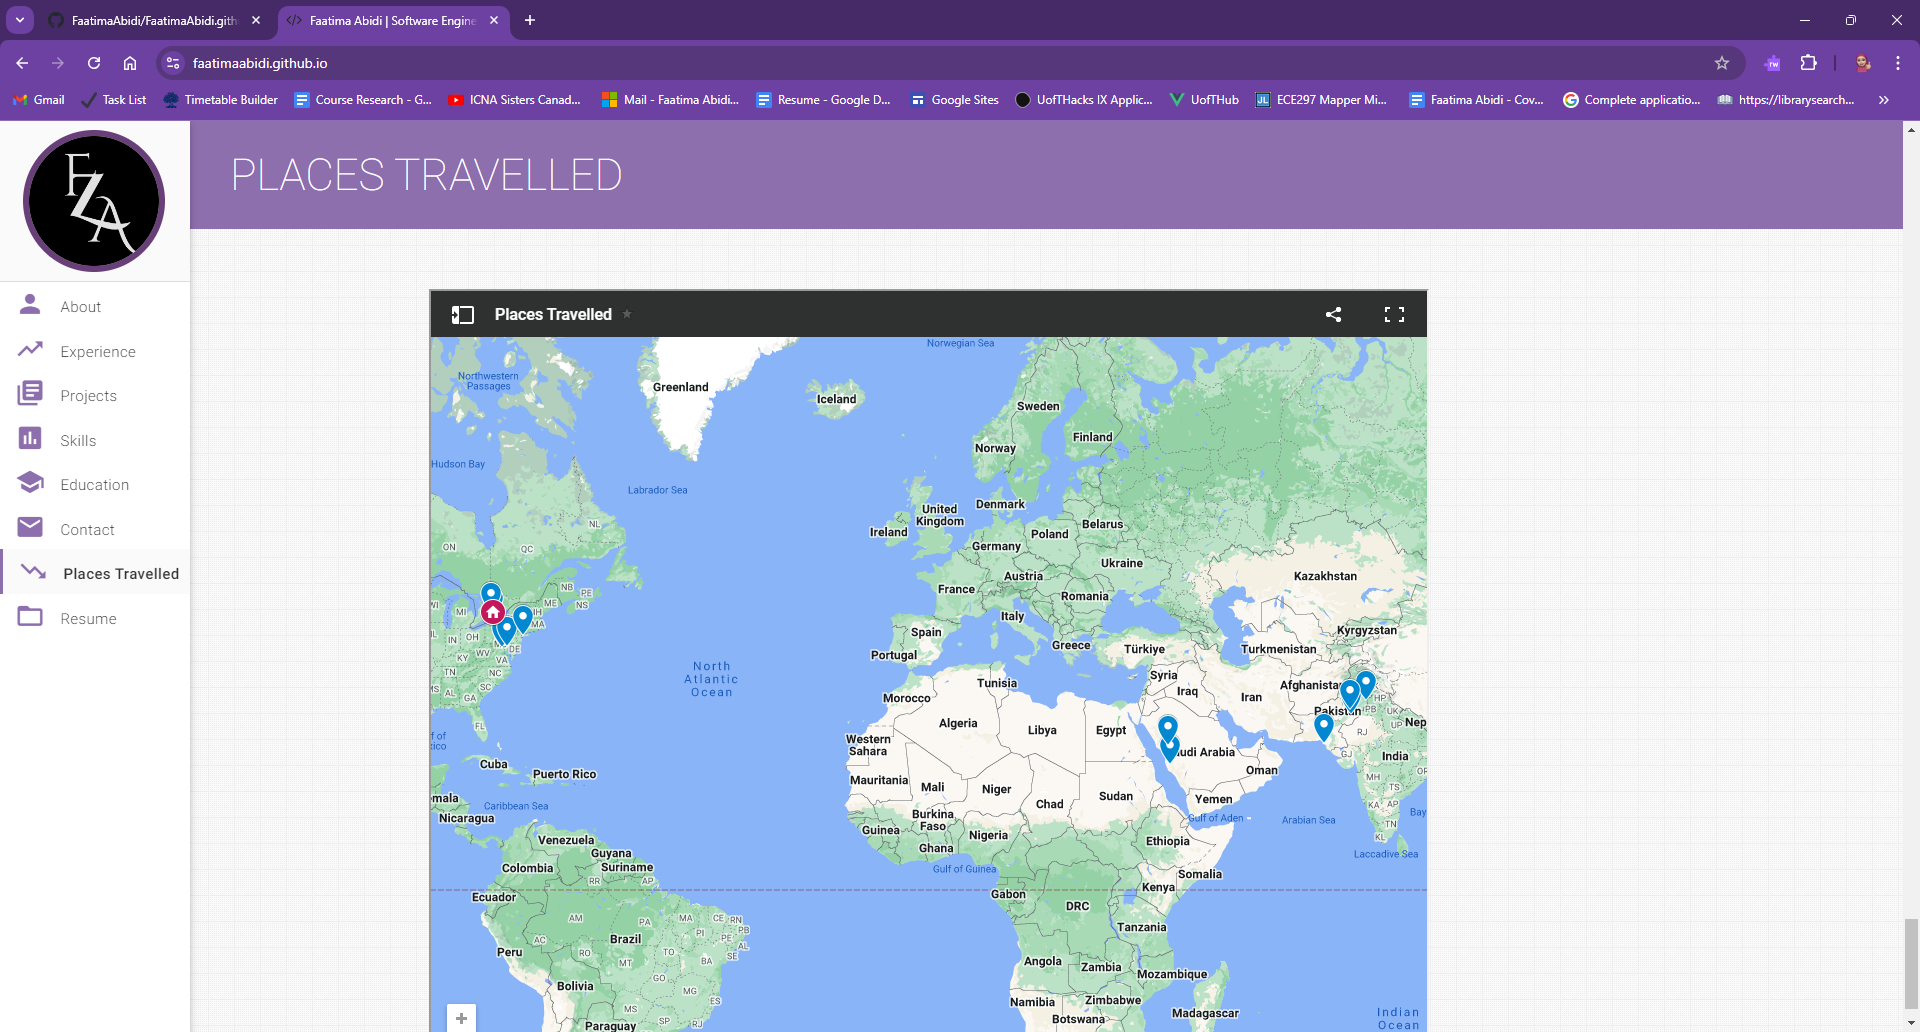 FaatimaAbidi/FaatimaAbidi.gith
Faatima Abidi | Software Engine
faatimaabidi.github.io
Gmail
Task List
Timetable Builder
Course Research - G...
ICNA Sisters Canad...
Mail - Faatima Abidi...
Resume - Google D...
Google Sites
UofTHacks IX Applic...
UofTHub
ECE297 Mapper Mi...
Faatima Abidi - Cov...
Complete applicatio...
https://librarysearch...
FZA
PLACES TRAVELLED
About
Experience
Projects
Skills
Education
Contact
Places Travelled
Resume
Places Travelled
Norwegian Sea
Northwestern
Passages
Greenland
Iceland
Sweden
Finland
Norway
Hudson Bay
Labrador Sea
Denmark
United
Kingdom
Ireland
Belarus
Poland
Germany
NL
ON
QC
Ukraine
Austria
Kazakhstan
France
Romania
NB
PE
ME
NS
WI
MI
IH
MA
Italy
Spain
Greece
Portugal
Türkiye
Kyrgyzstan
Turkmenistan
IL
IN
OH
DE
KY
WV
VA
TN
NC
MS
AL
SC
GA
FL
North
Atlantic
Ocean
Tunisia
Syria
Iraq
Iran
Afghanista
Morocco
Pakistan
HP
PB
UK
Nep
RJ
Algeria
Libya
Egypt
Western
Sahara
f of
xico
udi Arabia
GJ
India
Cuba
Puerto Rico
Mauritania
Mali
Niger
Oman
MH
TS
OR
mala
Caribbean Sea
Nicaragua
Chad
Sudan
Yemen
KA
AP
Burkina
Faso
Guinea
Nigeria
Ghana
Gulf of Aden
Arabian Sea
Bay
TN
KL
Venezuela
Guyana
Suriname
Colombia
Ethiopia
Laccadive Sea
Gulf of Guinea
Somalia
RR
AP
Ecuador
Gabon
Kenya
DRC
AM
PA
MA
CE
RN
PB
PI
PE
AL
SE
Tanzania
AC
Brazil
RO
TO
BA
MT
Peru
Angola
Zambia
Mozambique
GO
Bolivia
MG
ES
MS
SP
RJ
Paraguay
Namibia
Zimbabwe
Botswana
Madagascar
Indian
Ocean